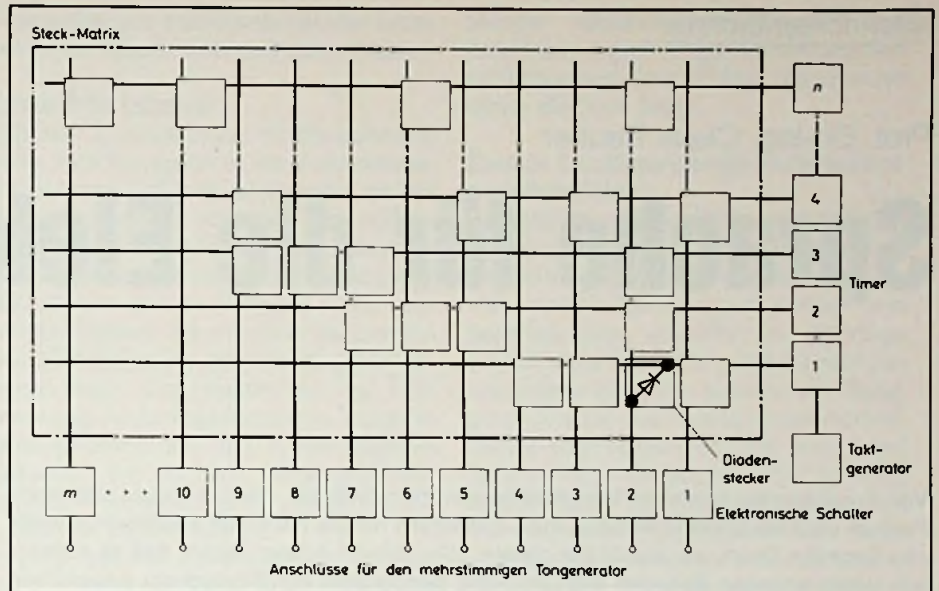 Steck-Matrix
n
4
3
Timer
2
1
Dioden-
stecker
Takt-
generator
m . . . 10 9 8 7 6 5 4 3 2 1
Elektronische Schalter
Anschlüsse für den mehrstimmigen Tongenerator